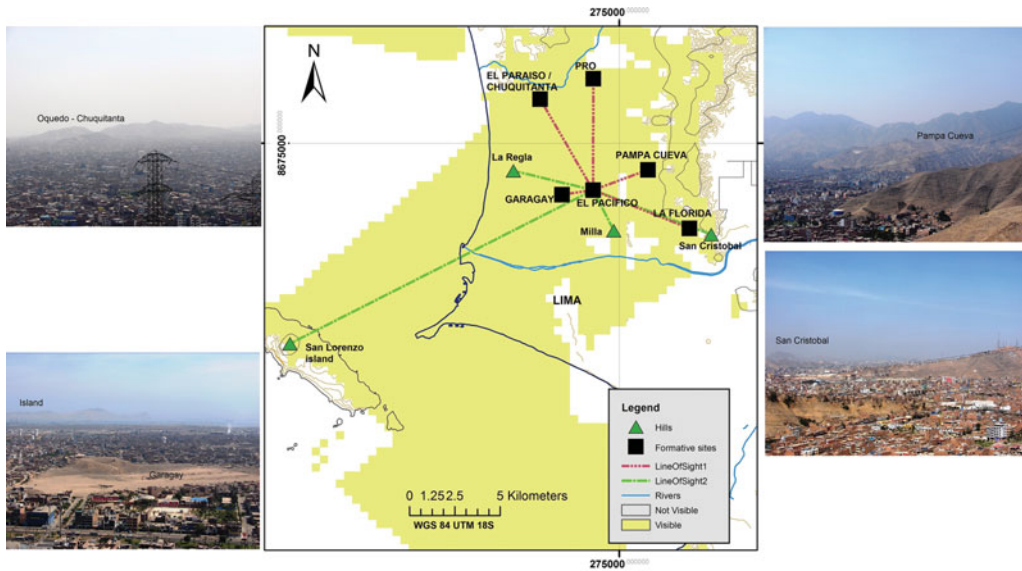 Oquedo - Chuquitanta
Island
Garagay
275000
N
PRO
EL PARAISO /
CHUQUITANTA
8675000
La Regla
PAMPA CUEVA
GARAGAY
EL PACIFICO
LA FLORIDA
Milla
San Cristobal
LIMA
San Lorenzo
island
Legend
Hills
Formative sites
LineOfSight1
LineOfSight2
Rivers
Not Visible
Visible
0 1.252.5 5 Kilometers
WGS 84 UTM 18S
275000
Pampa Cueva
San Cristobal